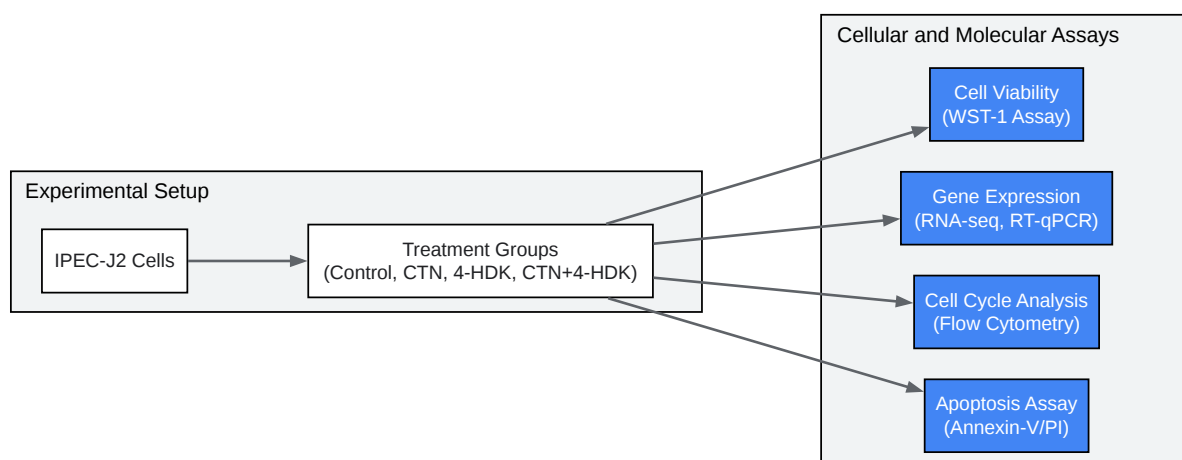 Experimental Setup
IPEC-J2 Cells
Treatment Groups
(Control, CTN, 4-HDK, CTN+4-HDK)
Cellular and Molecular Assays
Cell Viability
(WST-1 Assay)
Gene Expression
(RNA-seq, RT-qPCR)
Cell Cycle Analysis
(Flow Cytometry)
Apoptosis Assay
(Annexin-V/PI)